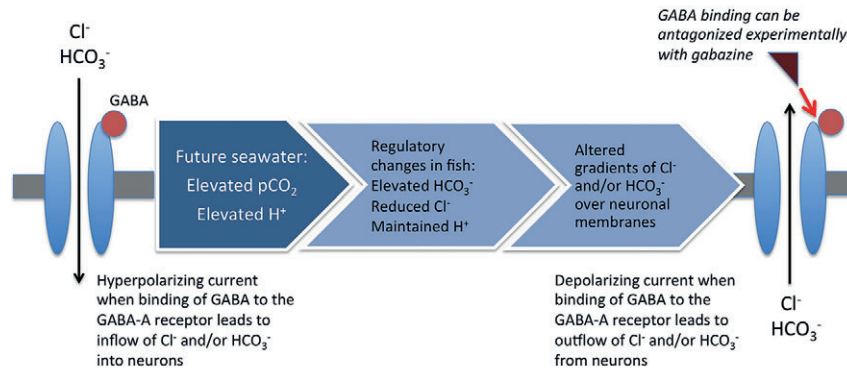 Cl⁻
HCO₃⁻
GABA
Future seawater:
Elevated pCO₂
Elevated H⁺
Regulatory
changes in fish:
Elevated HCO₃⁻
Reduced Cl⁻
Maintained H⁺
Altered
gradients of Cl⁻
and/or HCO₃⁻
over neuronal
membranes
GABA binding can be
antagonized experimentally
with gabazine
Hyperpolarizing current
when binding of GABA to the
GABA-A receptor leads to
inflow of Cl⁻ and/or HCO₃⁻
into neurons
Depolarizing current when
binding of GABA to the
GABA-A receptor leads to
outflow of Cl⁻ and/or HCO₃⁻
from neurons
Cl⁻
HCO₃⁻